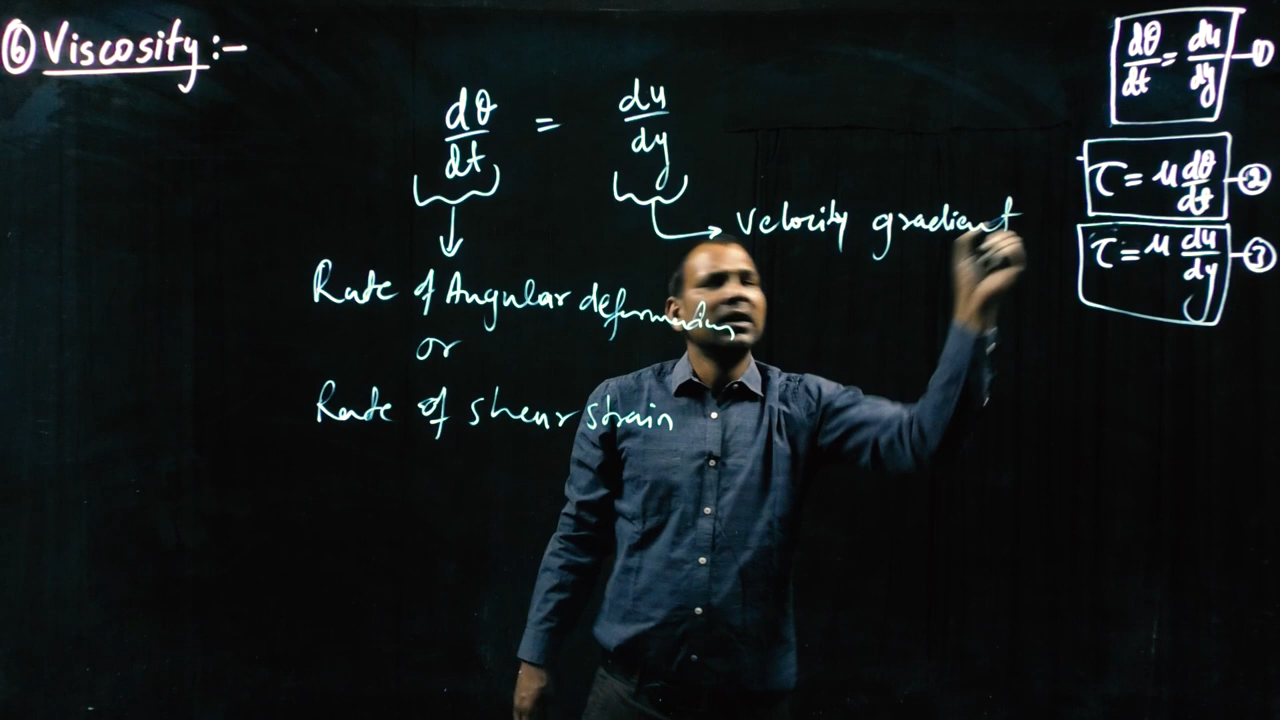 ⑥ Viscosity :-
dθ/dt = du/dy
Velocity gradient
Rate of Angular deformation
or
Rate of shear strain
dθ/dt = du/dy - ①
τ = μ dθ/dt - ②
τ = μ du/dy - ③